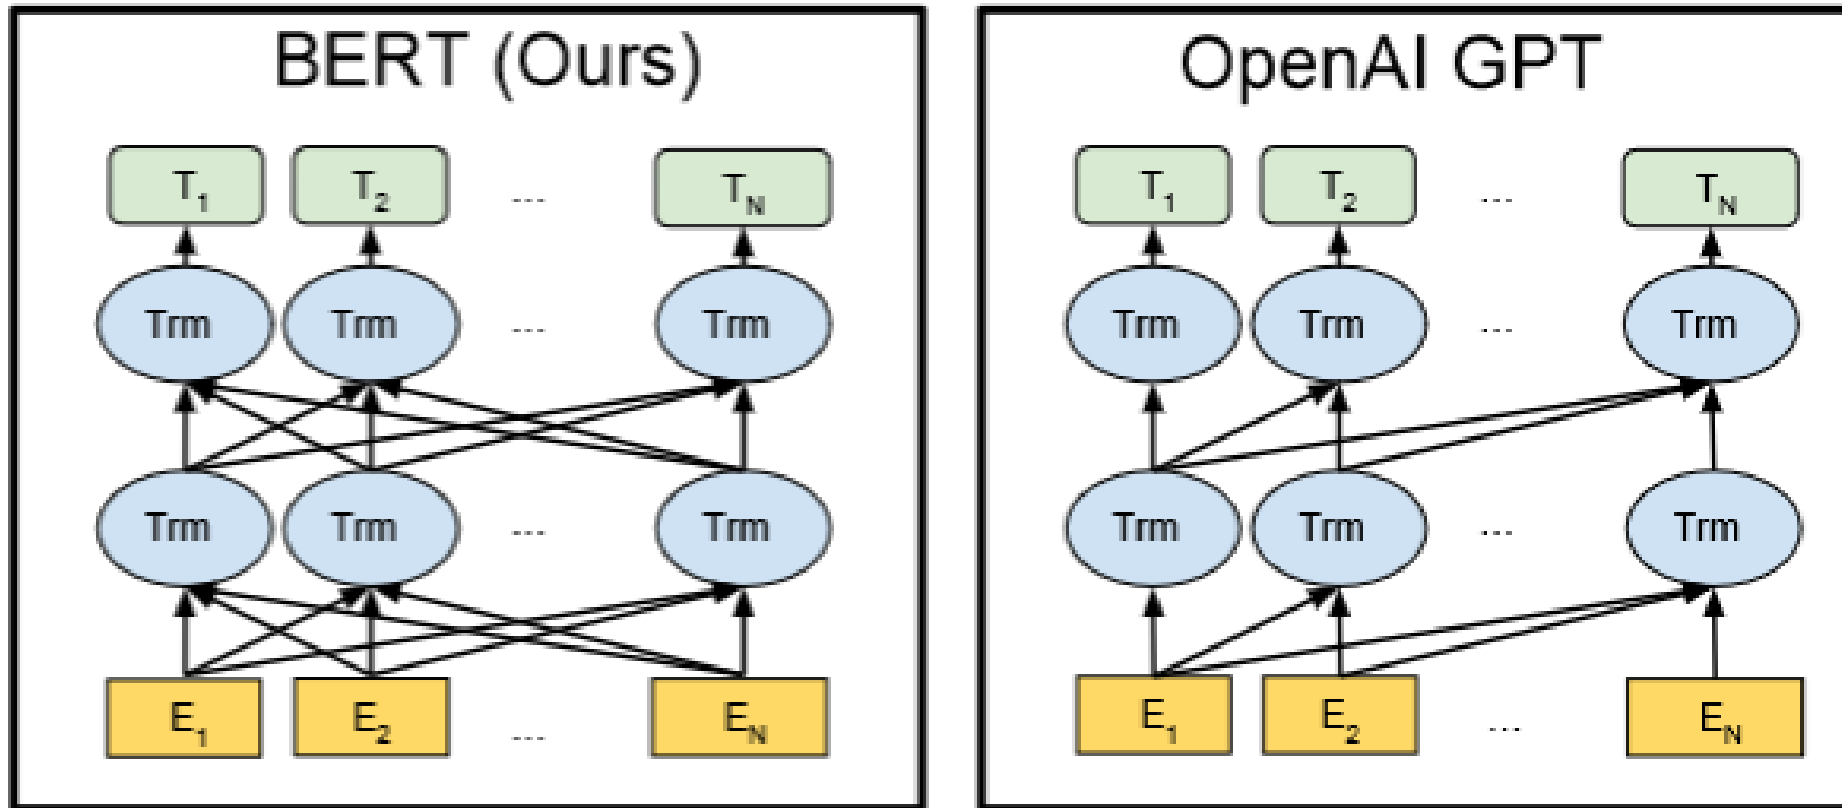 BERT (Ours)
T1 T2 ... TN
Trm Trm ... Trm
Trm Trm ... Trm
E1 E2 ... EN
OpenAI GPT
T1 T2 ... TN
Trm Trm ... Trm
Trm Trm ... Trm
E1 E2 ... EN